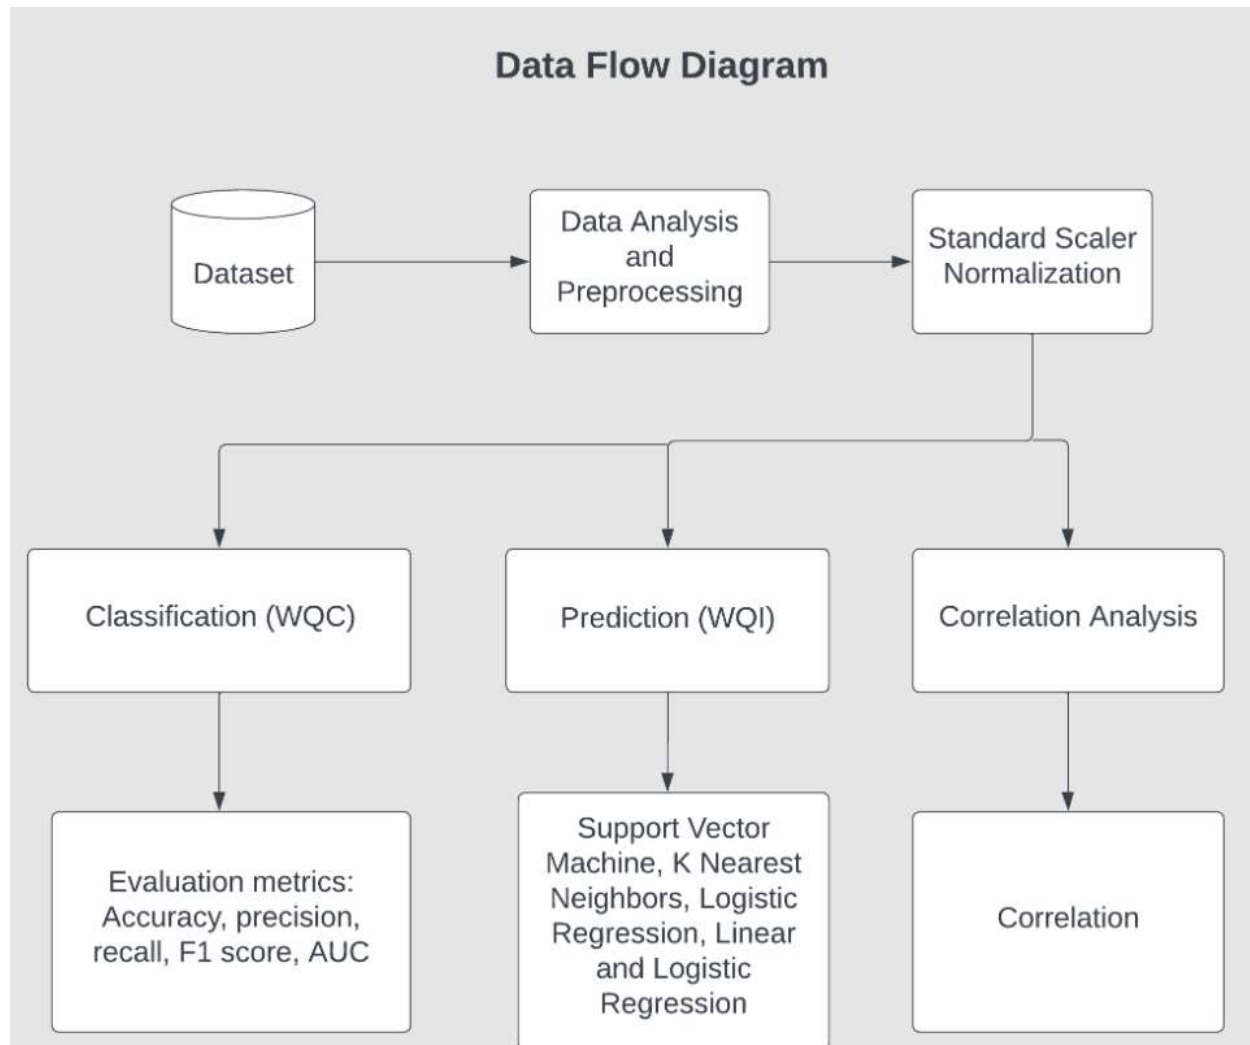 Data Flow Diagram
Dataset
Data Analysis
and
Preprocessing
Standard Scaler
Normalization
Classification (WQC)
Prediction (WQI)
Correlation Analysis
Evaluation metrics:
Accuracy, precision,
recall, F1 score, AUC
Support Vector
Machine, K Nearest
Neighbors, Logistic
Regression, Linear
and Logistic
Regression
Correlation